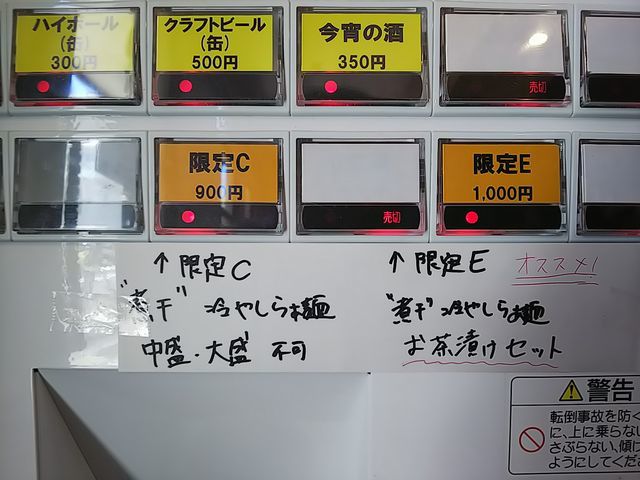 ハイボール
(缶)
300円
クラフトビール
(缶)
500円
今宵の酒
350円
売切
限定C
900円
売切
限定E
1,000円
↑限定C
"煮干"冷やしらぁ麺
中盛・大盛 不可
↑限定E オススメ!
"煮干"冷やしらぁ麺
お茶漬けセット
警告
転倒事故を防ぐ
に、上に乗らない
さぶらない、傾け
ようにしてくだ